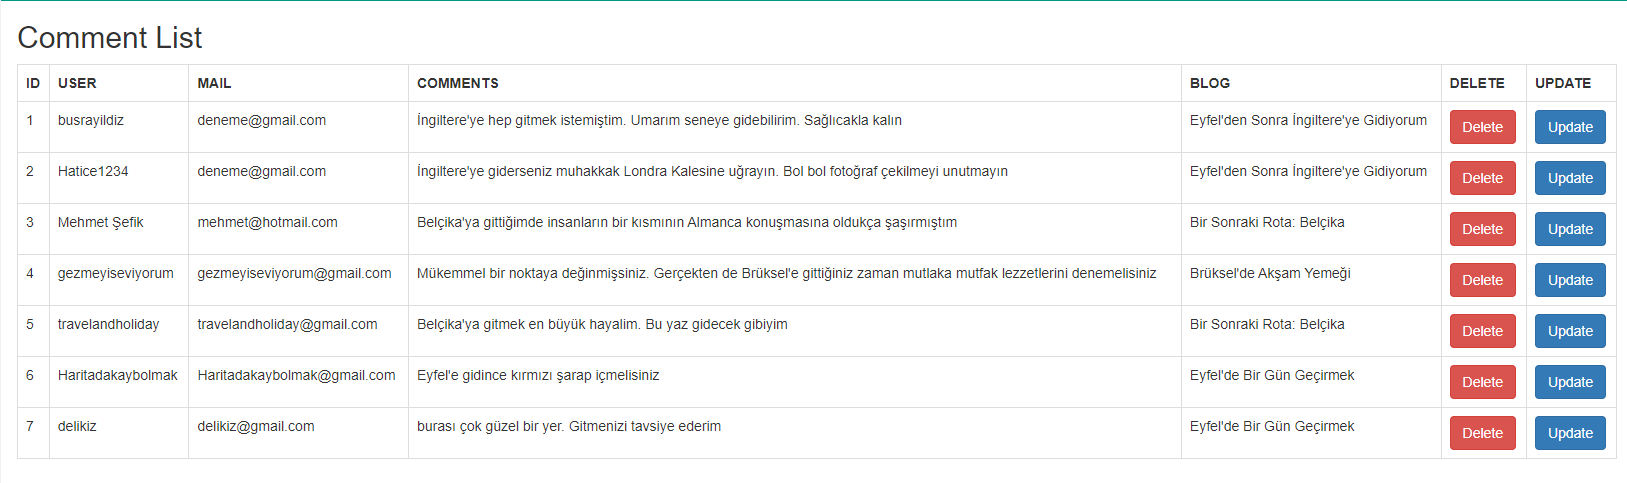 Comment List
ID USER MAIL COMMENTS BLOG DELETE UPDATE
1 busrayildiz deneme@gmail.com İngiltere'ye hep gitmek istemiştim. Umarım seneye gidebilirim. Sağlıcakla kalın Eyfel'den Sonra İngiltere'ye Gidiyorum Delete Update
2 Hatice1234 deneme@gmail.com İngiltere'ye giderseniz muhakkak Londra Kalesine uğrayın. Bol bol fotoğraf çekilmeyi unutmayın Eyfel'den Sonra İngiltere'ye Gidiyorum Delete Update
3 Mehmet Şefik mehmet@hotmail.com Belçika'ya gittiğimde insanların bir kısmının Almanca konuşmasına oldukça şaşırmıştım Bir Sonraki Rota: Belçika Delete Update
4 gezmeyiseviyorum gezmeyiseviyorum@gmail.com Mükemmel bir noktaya değinmişsiniz. Gerçekten de Brüksel'e gittiğiniz zaman mutlaka mutfak lezzetlerini denemelisiniz Brüksel'de Akşam Yemeği Delete Update
5 travelandholiday travelandholiday@gmail.com Belçika'ya gitmek en büyük hayalim. Bu yaz gidecek gibiyim Bir Sonraki Rota: Belçika Delete Update
6 Haritadakaybolmak Haritadakaybolmak@gmail.com Eyfel'e gidince kırmızı şarap içmelisiniz Eyfel'de Bir Gün Geçirmek Delete Update
7 delikiz delikiz@gmail.com burası çok güzel bir yer. Gitmenizi tavsiye ederim Eyfel'de Bir Gün Geçirmek Delete Update